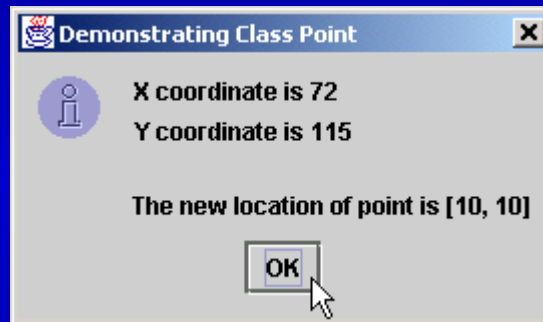 Demonstrating Class Point
X coordinate is 72
Y coordinate is 115
The new location of point is [10, 10]
OK